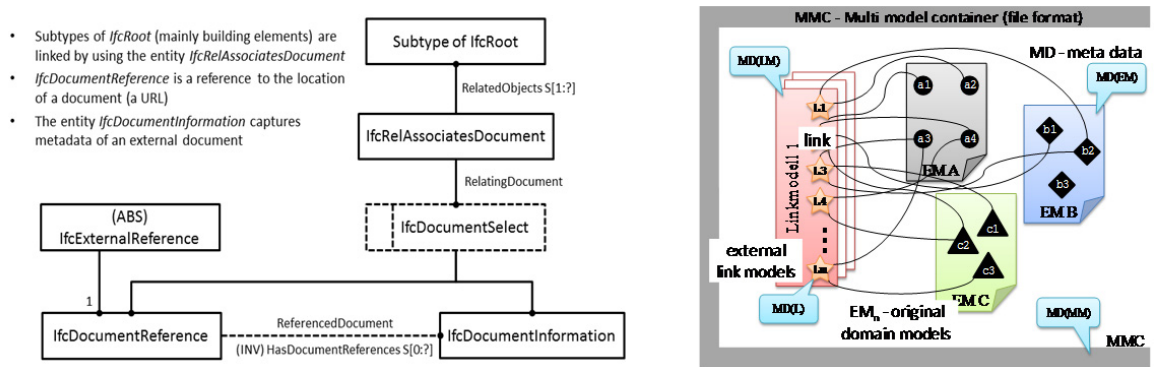 • Subtypes of IfcRoot (mainly building elements) are
linked by using the entity IfcRelAssociatesDocument
• IfcDocumentReference is a reference to the location
of a document (a URL)
• The entity IfcDocumentInformation captures
metadata of an external document
Subtype of IfcRoot
RelatedObjects S[1:?]
IfcRelAssociatesDocument
RelatingDocument
IfcDocumentSelect
(ABS)
IfcExternalReference
1
IfcDocumentReference
ReferencedDocument
(INV) HasDocumentReferences S[0:?]
IfcDocumentInformation
MMC - Multi model container (file format)
MD - meta data
MD(LM)
MD(EM)
Linkmodell 1
L1
link
L3
L4
Ln
a1
a2
a3
a4
EMA
b1
b2
b3
EMB
c1
c2
c3
EMC
external
link models
MD(L)
EMn - original
domain models
MD(MM)
MMC